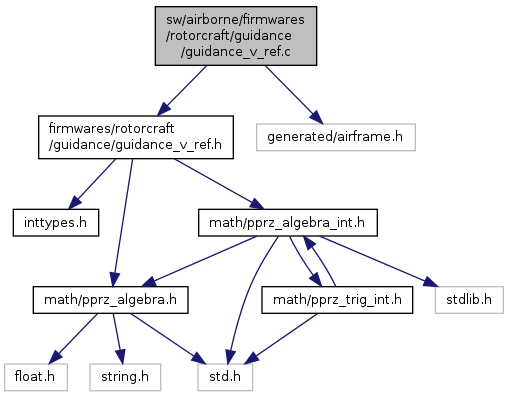 sw/airborne/firmwares
/rotorcraft/guidance
/guidance_v_ref.c
firmwares/rotorcraft
/guidance/guidance_v_ref.h
generated/airframe.h
inttypes.h
math/pprz_algebra_int.h
math/pprz_algebra.h
math/pprz_trig_int.h
stdlib.h
float.h
string.h
std.h